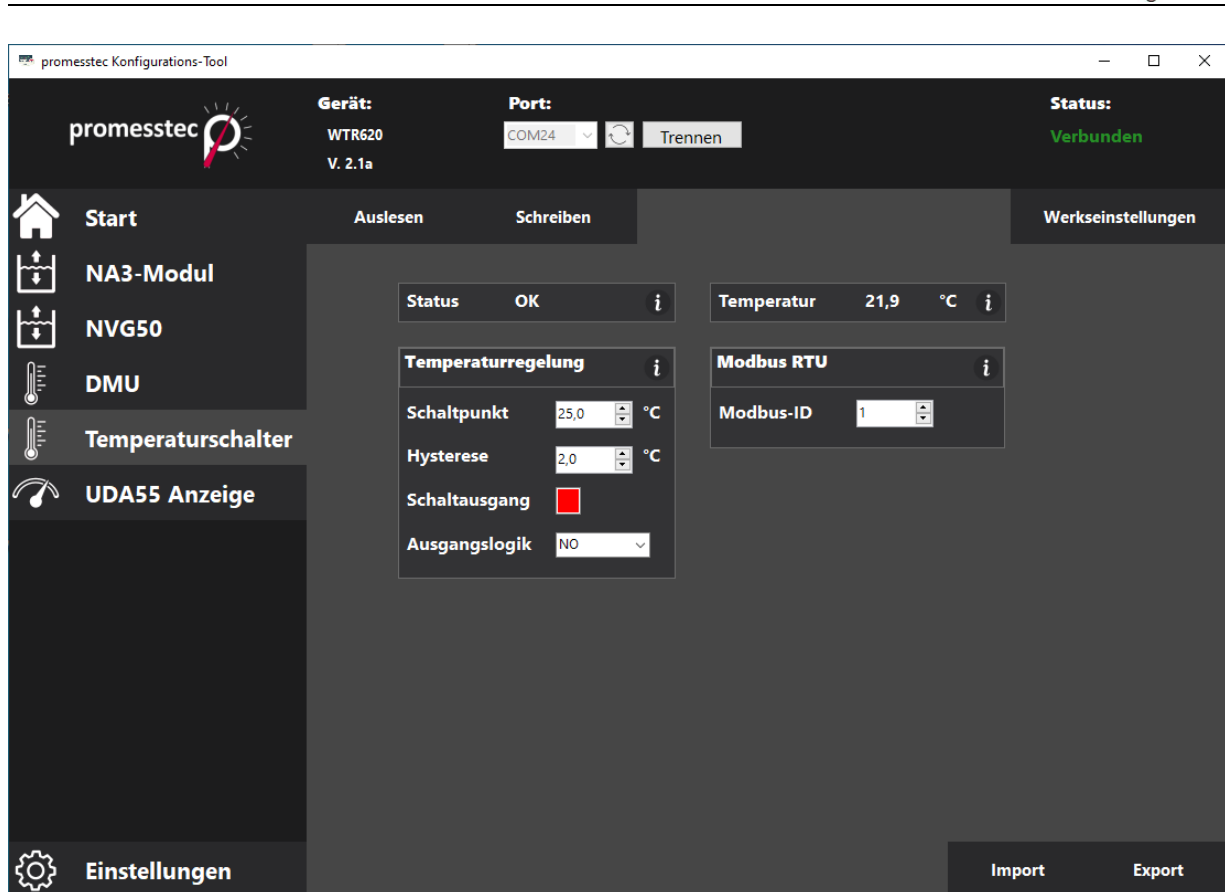 promesstec Konfigurations-Tool
promesstec
Gerät:
WTR620
V. 2.1a
Port:
COM24
Trennen
Status:
Verbunden
Start
NA3-Modul
NVG50
DMU
Temperaturschalter
UDA55 Anzeige
Einstellungen
Auslesen
Schreiben
Werkseinstellungen
Status OK i
Temperatur 21,9 °C i
Temperaturregelung i
Schaltpunkt 25,0 °C
Hysterese 2,0 °C
Schaltausgang
Ausgangslogik NO
Modbus RTU i
Modbus-ID 1
Import
Export